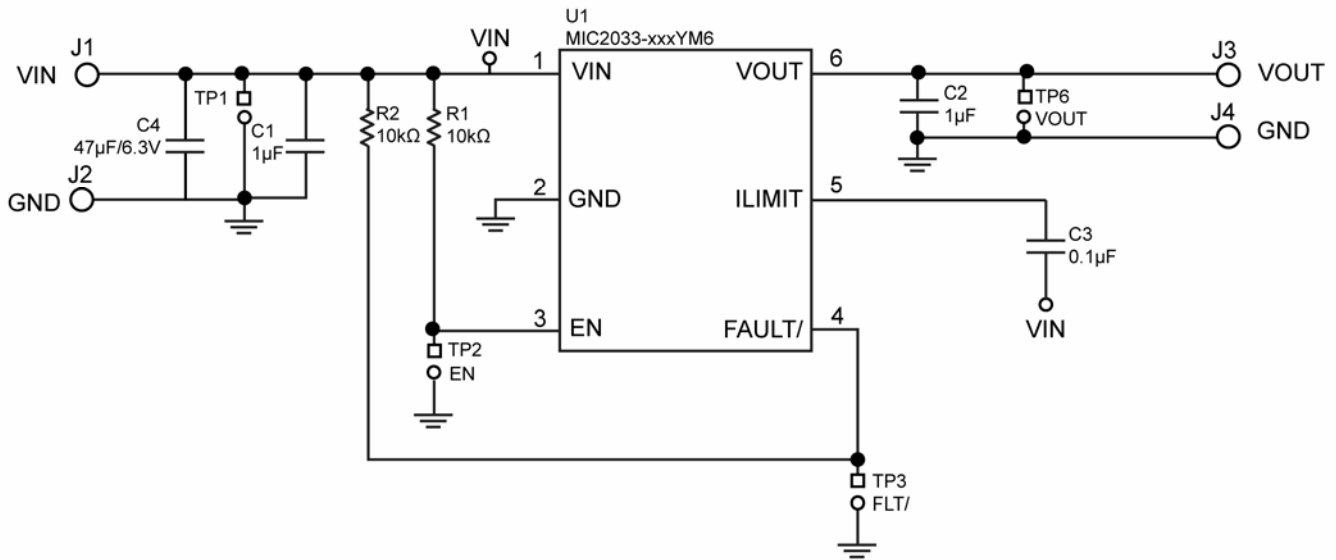 U1
MIC2033-xxxYM6
J1
VIN
VIN
1
VIN
VOUT
6
J3
VOUT
TP1
C4
47µF/6.3V
C1
1µF
R2
10kΩ
R1
10kΩ
C2
1µF
TP6
VOUT
J4
GND
J2
GND
2
GND
ILIMIT
5
C3
0.1µF
VIN
3
EN
FAULT/
4
TP2
EN
TP3
FLT/